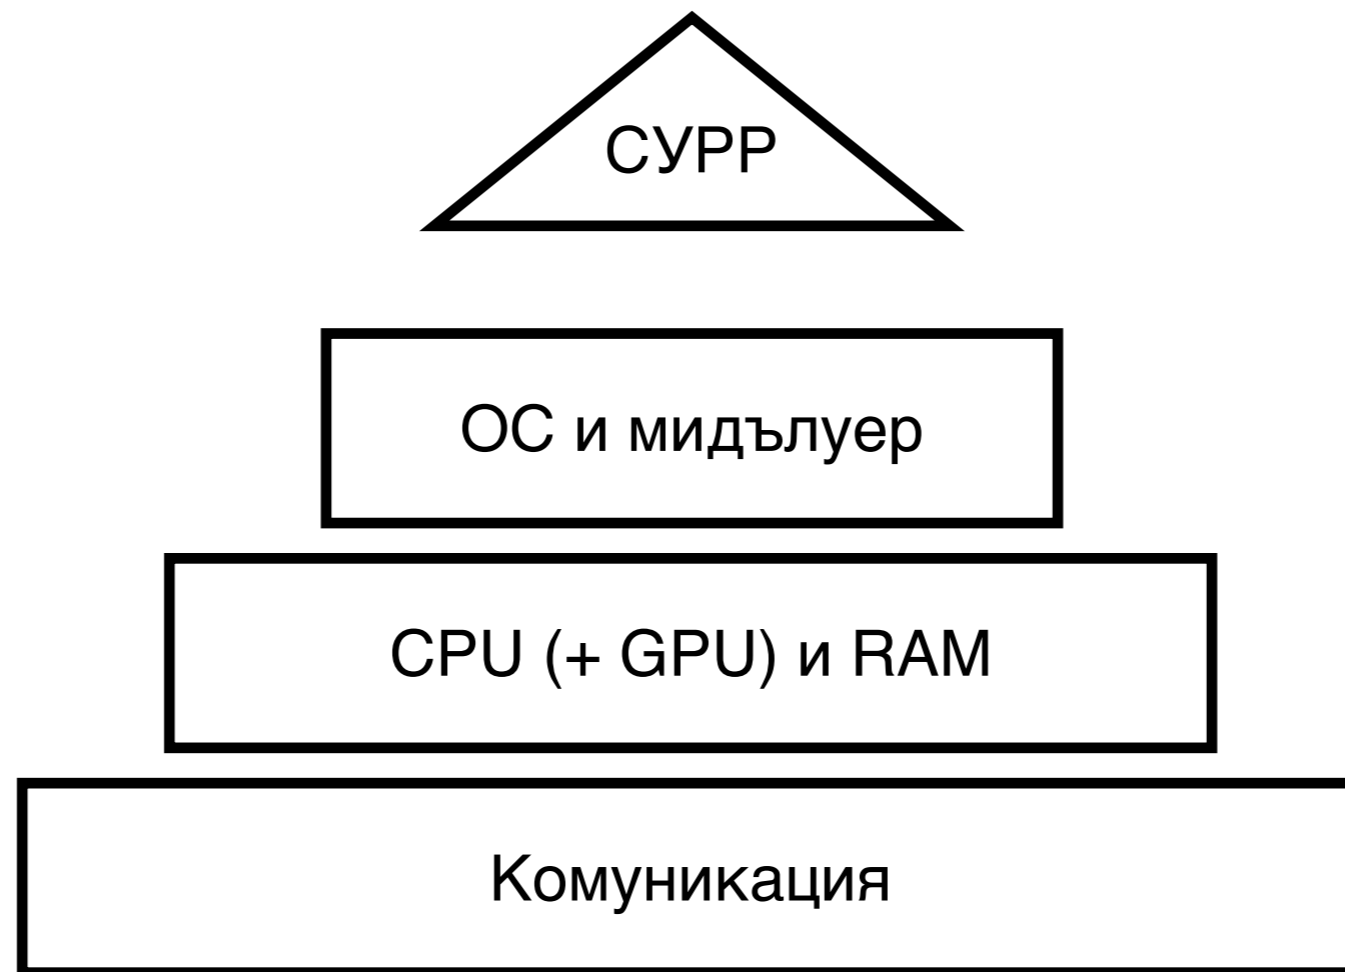 СУРР
ОС и мидълуер
CPU (+ GPU) и RAM
Комуникация